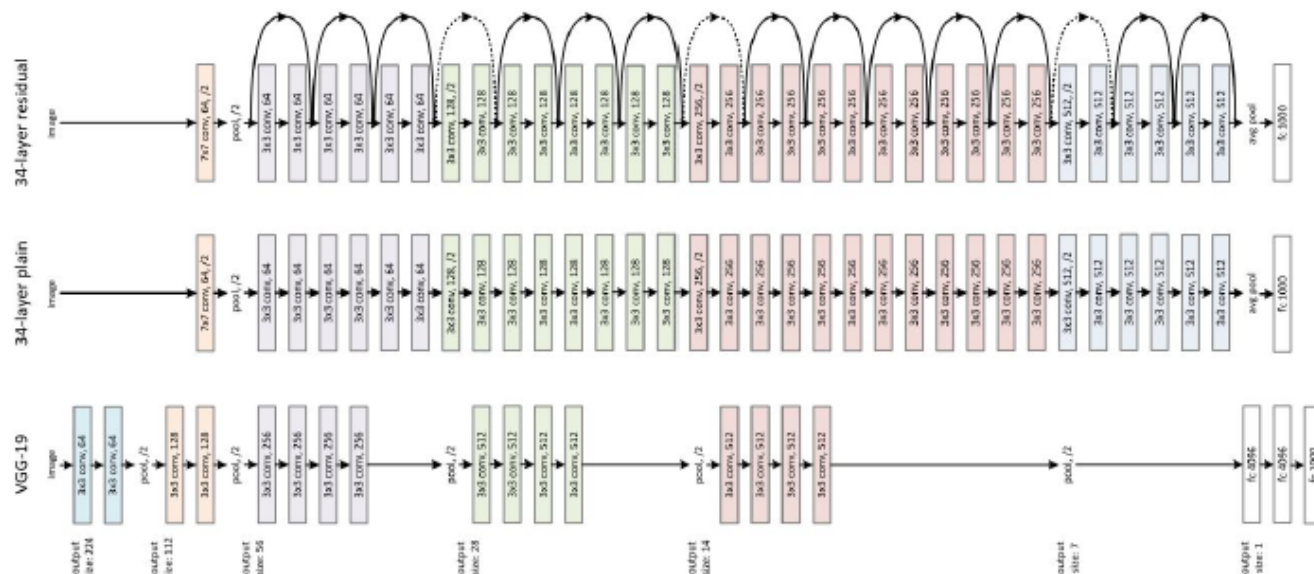 34-layer residual
image
7x7 conv, 64, /2
pool, /2
3x3 conv, 64
3x3 conv, 64
3x3 conv, 64
3x3 conv, 64
3x3 conv, 64
3x3 conv, 64
3x3 conv, 128, /2
3x3 conv, 128
3x3 conv, 128
3x3 conv, 128
3x3 conv, 128
3x3 conv, 128
3x3 conv, 128
3x3 conv, 128
3x3 conv, 256, /2
3x3 conv, 256
3x3 conv, 256
3x3 conv, 256
3x3 conv, 256
3x3 conv, 256
3x3 conv, 256
3x3 conv, 256
3x3 conv, 256
3x3 conv, 256
3x3 conv, 256
3x3 conv, 256
3x3 conv, 512, /2
3x3 conv, 512
3x3 conv, 512
3x3 conv, 512
3x3 conv, 512
3x3 conv, 512
avg pool
fc 1000
34-layer plain
image
7x7 conv, 64, /2
pool, /2
3x3 conv, 64
3x3 conv, 64
3x3 conv, 64
3x3 conv, 64
3x3 conv, 64
3x3 conv, 64
3x3 conv, 128, /2
3x3 conv, 128
3x3 conv, 128
3x3 conv, 128
3x3 conv, 128
3x3 conv, 128
3x3 conv, 128
3x3 conv, 128
3x3 conv, 256, /2
3x3 conv, 256
3x3 conv, 256
3x3 conv, 256
3x3 conv, 256
3x3 conv, 256
3x3 conv, 256
3x3 conv, 256
3x3 conv, 256
3x3 conv, 256
3x3 conv, 256
3x3 conv, 256
3x3 conv, 512, /2
3x3 conv, 512
3x3 conv, 512
3x3 conv, 512
3x3 conv, 512
3x3 conv, 512
avg pool
fc 1000
VGG-19
image
3x3 conv, 64
3x3 conv, 64
pool, /2
3x3 conv, 128
3x3 conv, 128
pool, /2
3x3 conv, 256
3x3 conv, 256
3x3 conv, 256
3x3 conv, 256
pool, /2
3x3 conv, 512
3x3 conv, 512
3x3 conv, 512
3x3 conv, 512
pool, /2
3x3 conv, 512
3x3 conv, 512
3x3 conv, 512
3x3 conv, 512
pool, /2
fc 4096
fc 4096
fc 1000
output
size: 224
output
size: 112
output
size: 56
output
size: 28
output
size: 14
output
size: 7
output
size: 1